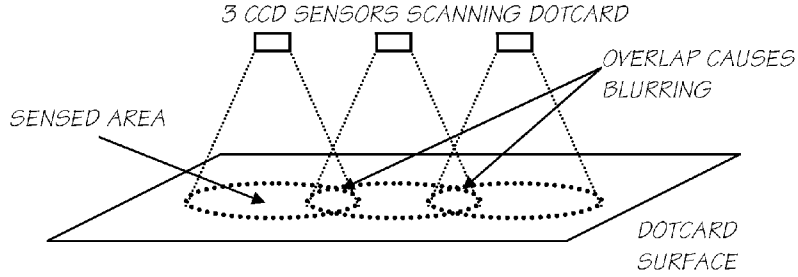 3 CCD SENSORS SCANNING DOTCARD
OVERLAP CAUSES
BLURRING
SENSED AREA
DOTCARD
SURFACE